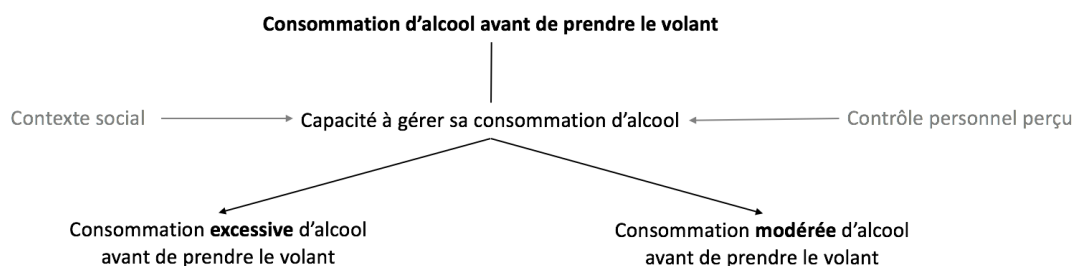 Consommation d’alcool avant de prendre le volant
Contexte social
Capacité à gérer sa consommation d’alcool
Contrôle personnel perçu
Consommation excessive d’alcool
avant de prendre le volant
Consommation modérée d’alcool
avant de prendre le volant